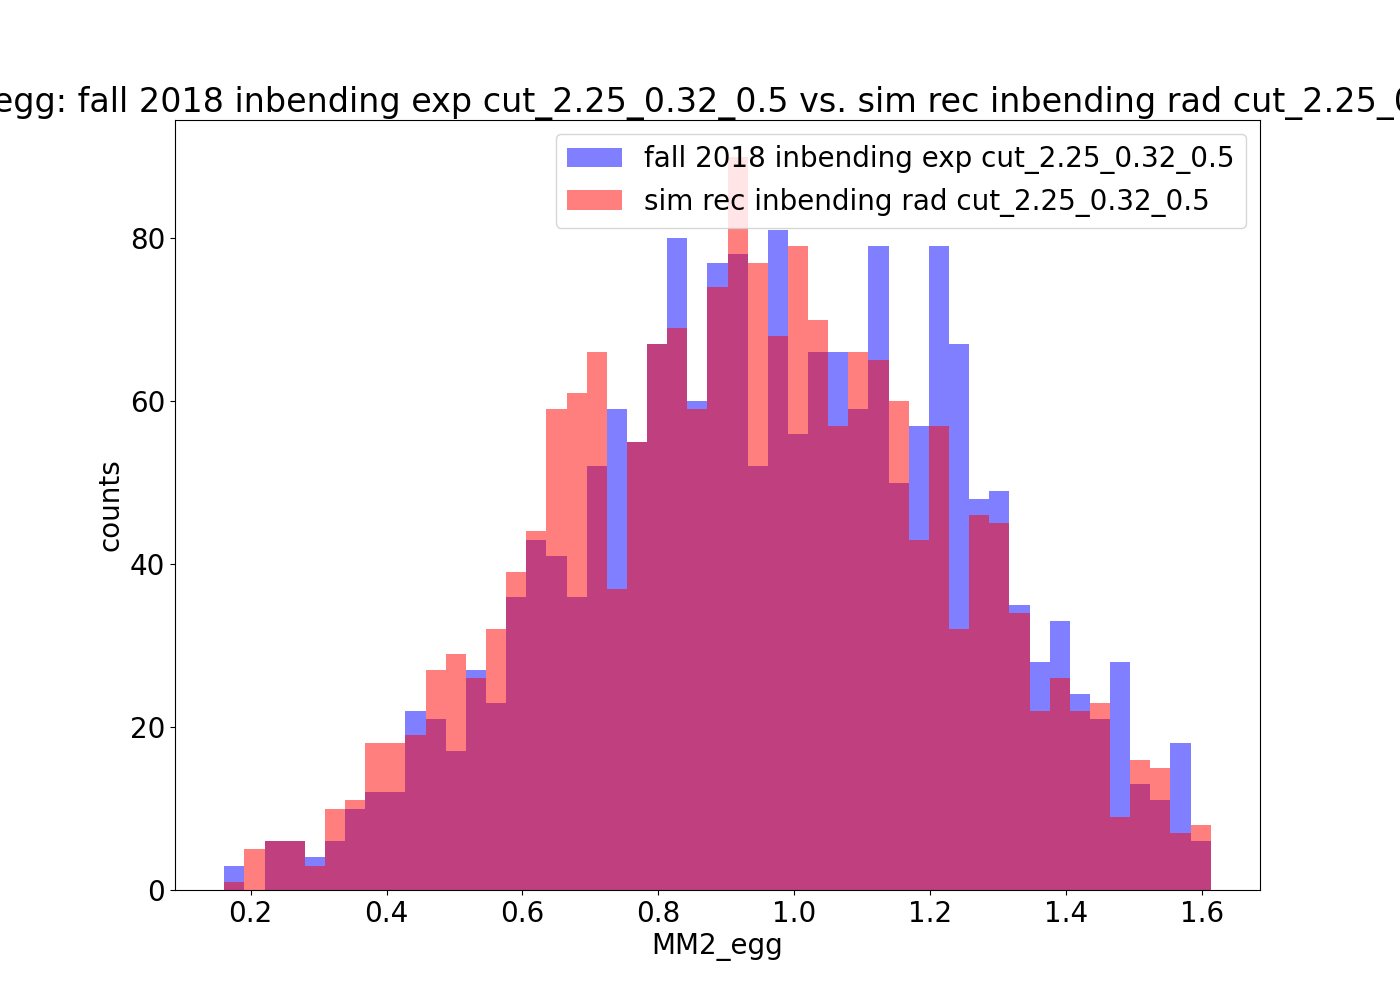 egg: fall 2018 inbending exp cut_2.25_0.32_0.5 vs. sim rec inbending rad cut_2.25_
fall 2018 inbending exp cut_2.25_0.32_0.5
sim rec inbending rad cut_2.25_0.32_0.5
80
60
40
20
0
counts
0.2 0.4 0.6 0.8 1.0 1.2 1.4 1.6
MM2_egg